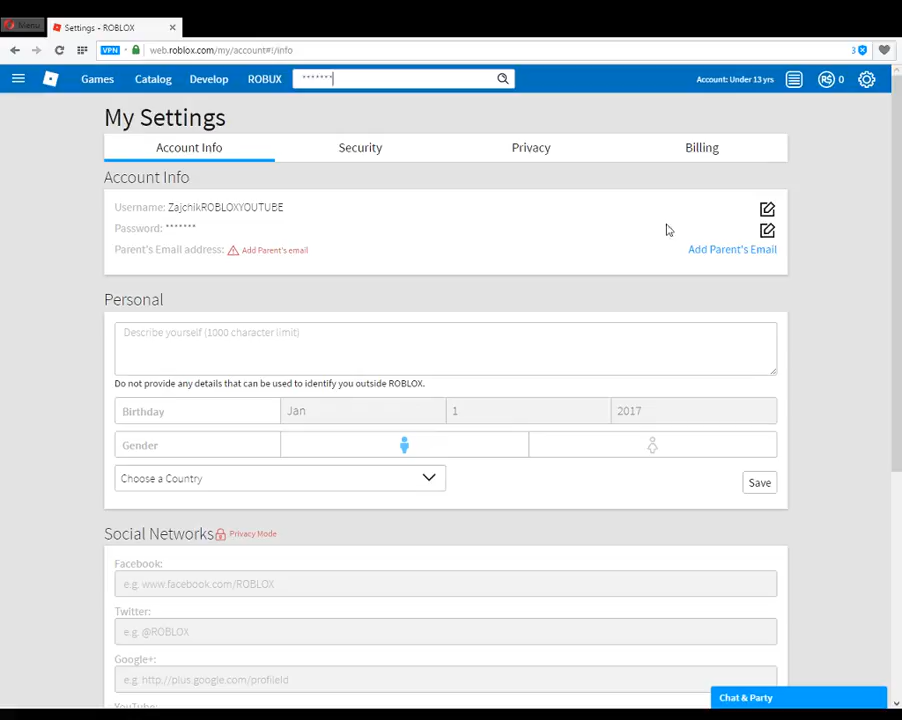 Menu
Settings - ROBLOX
VPN
web.roblox.com/my/account#!/info
3
Games
Catalog
Develop
ROBUX
*******
Account: Under 13 yrs
R$
0
My Settings
Account Info
Security
Privacy
Billing
Account Info
Username: ZajchikROBLOXYOUTUBE
Password: *******
Parent's Email address:
Add Parent's email
Add Parent's Email
Personal
Describe yourself (1000 character limit)
Do not provide any details that can be used to identify you outside ROBLOX.
Birthday
Jan
1
2017
Gender
Choose a Country
Save
Social Networks
Privacy Mode
Facebook:
e.g. www.facebook.com/ROBLOX
Twitter:
e.g. @ROBLOX
Google+:
e.g. http://plus.google.com/profileId
YouTube:
Chat & Party